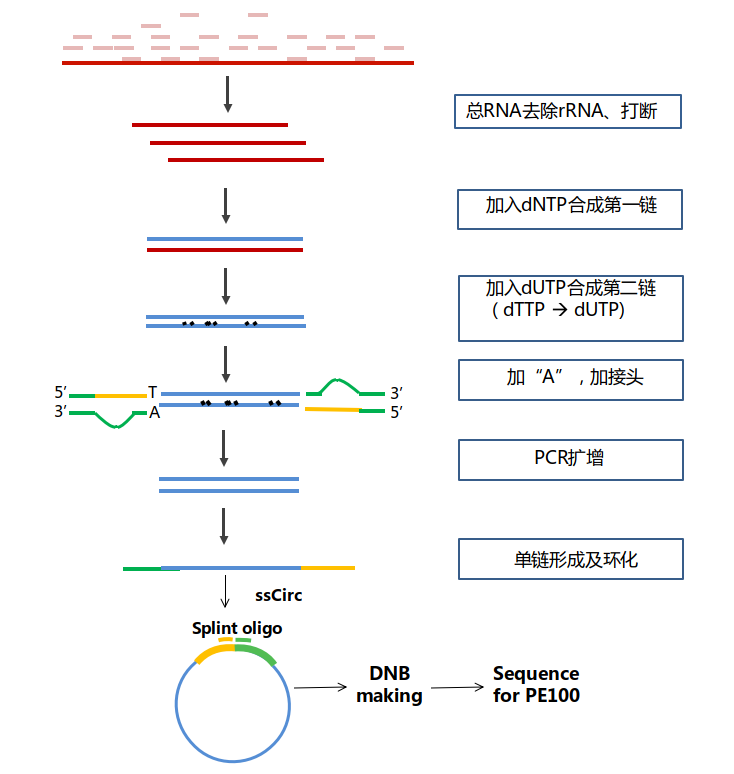 总RNA去除rRNA、打断
加入dNTP合成第一链
加入dUTP合成第二链
（ dTTP → dUTP)
加“A”，加接头
5’ T 3’
3’ A 5’
PCR扩增
单链形成及环化
ssCirc
Splint oligo
DNB
making
Sequence
for PE100